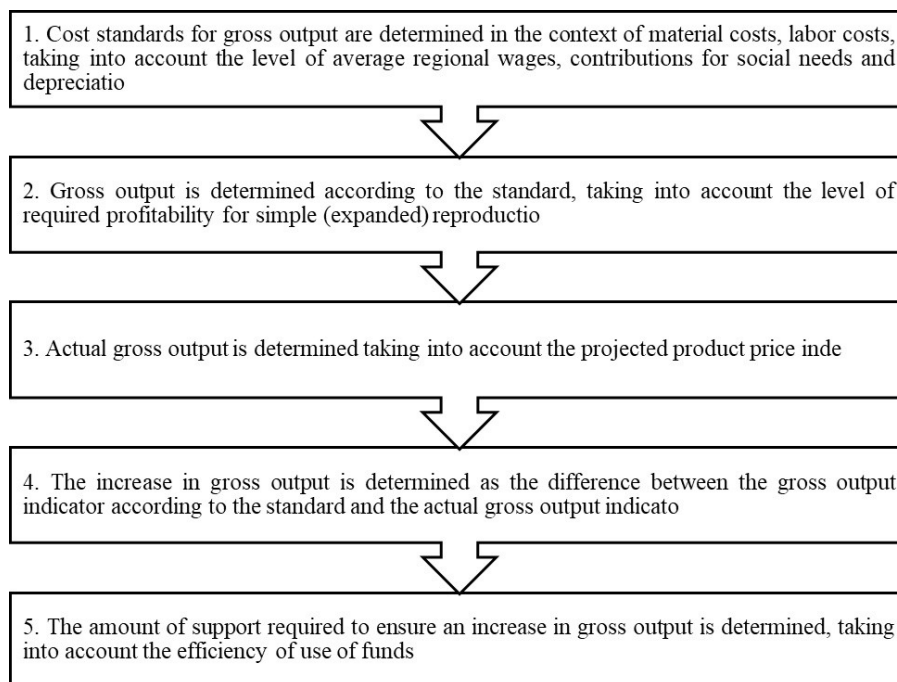 1. Cost standards for gross output are determined in the context of material costs, labor costs,
taking into account the level of average regional wages, contributions for social needs and
depreciatio
2. Gross output is determined according to the standard, taking into account the level of
required profitability for simple (expanded) reproductio
3. Actual gross output is determined taking into account the projected product price inde
4. The increase in gross output is determined as the difference between the gross output
indicator according to the standard and the actual gross output indicato
5. The amount of support required to ensure an increase in gross output is determined, taking
into account the efficiency of use of funds